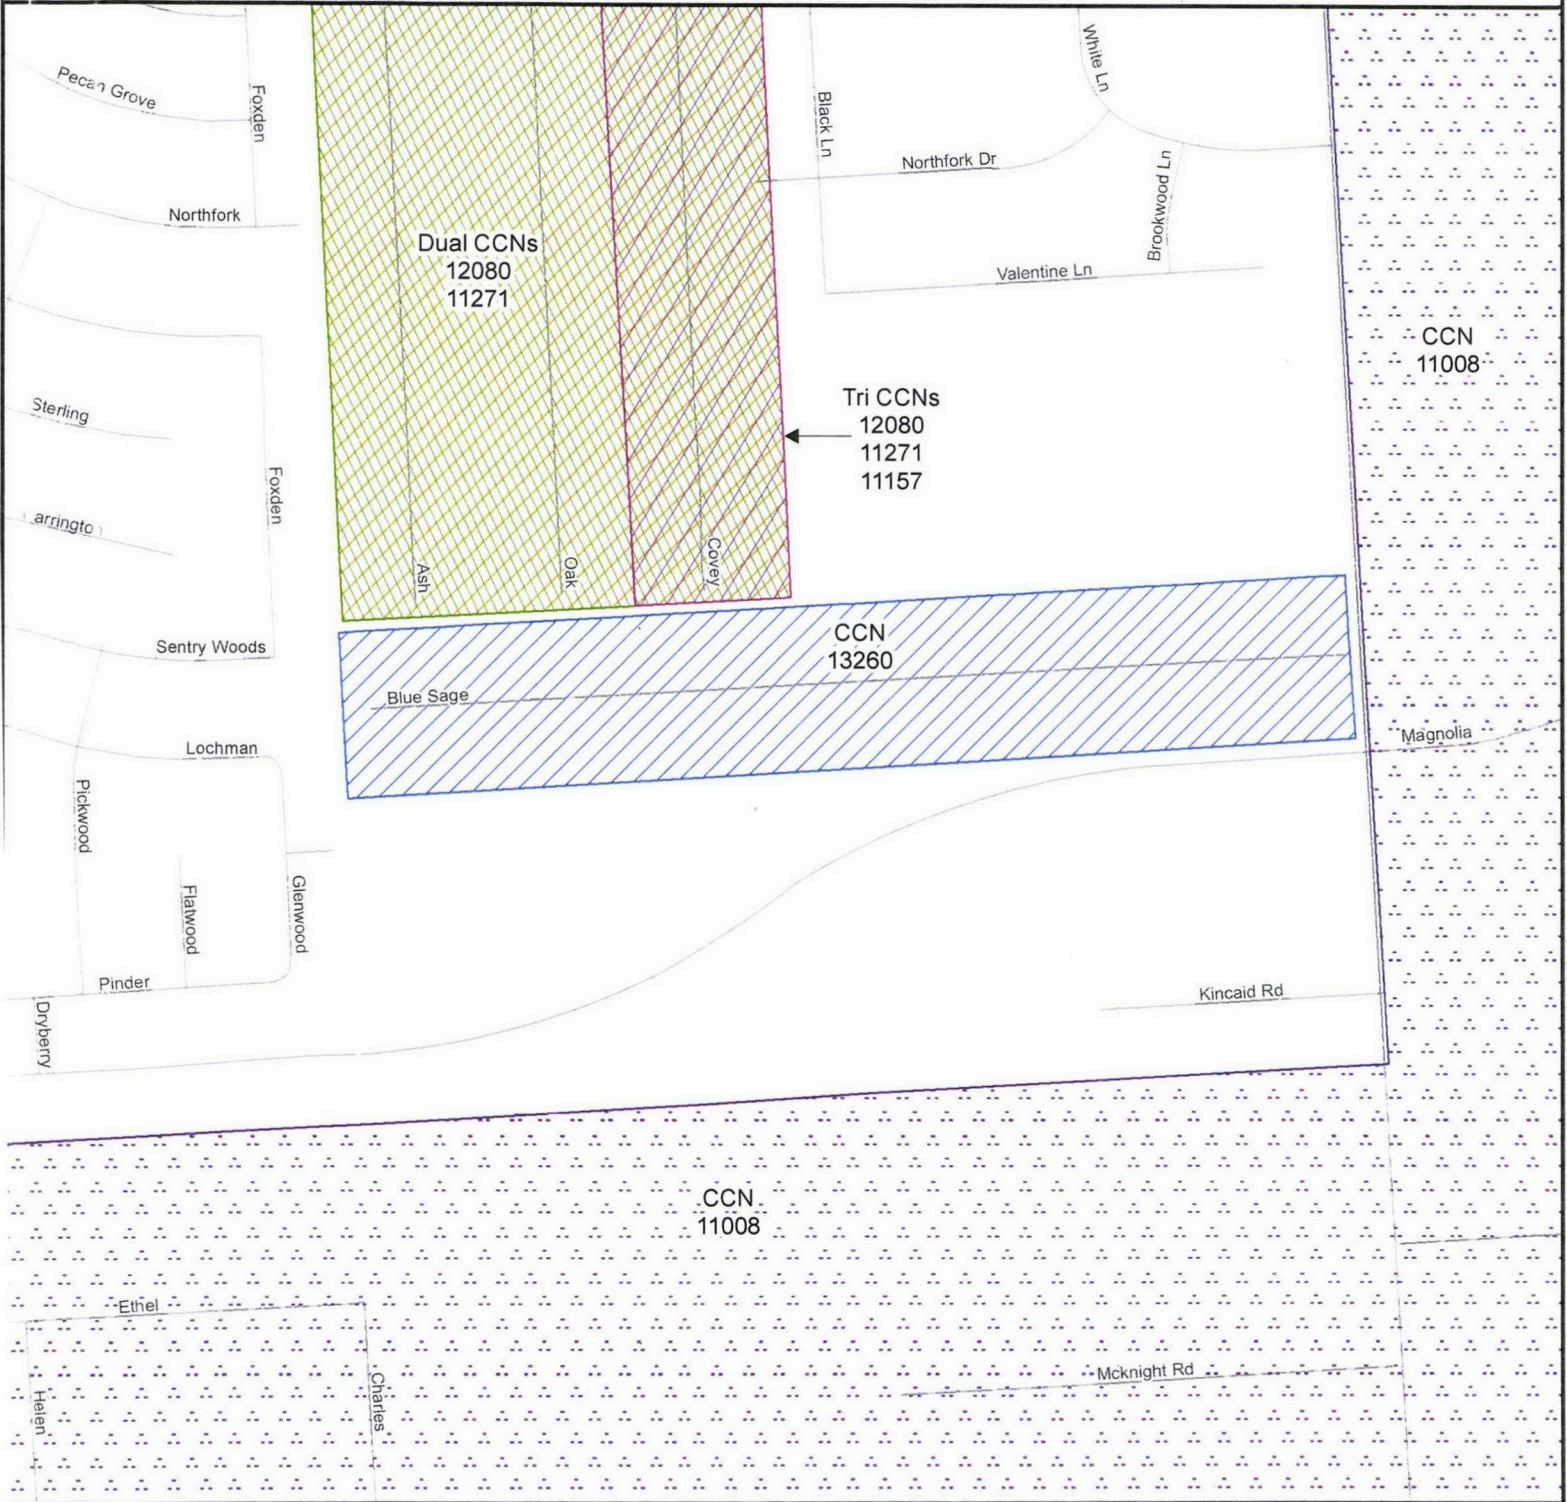 White Ln
Pecan Grove
Foxden
Black Ln
Northfork Dr
Brookwood Ln
Northfork
Dual CCNs
12080
11271
Valentine Ln
CCN
11008
Tri CCNs
12080
11271
11157
Sterling
Foxden
arringto
Ash
Oak
Covey
Sentry Woods
CCN
13260
Blue Sage
Magnolia
Lochman
Pickwood
Flatwood
Glenwood
Pinder
Kincaid Rd
Dryberry
CCN
11008
Ethel
Mcknight Rd
Helen
Charles